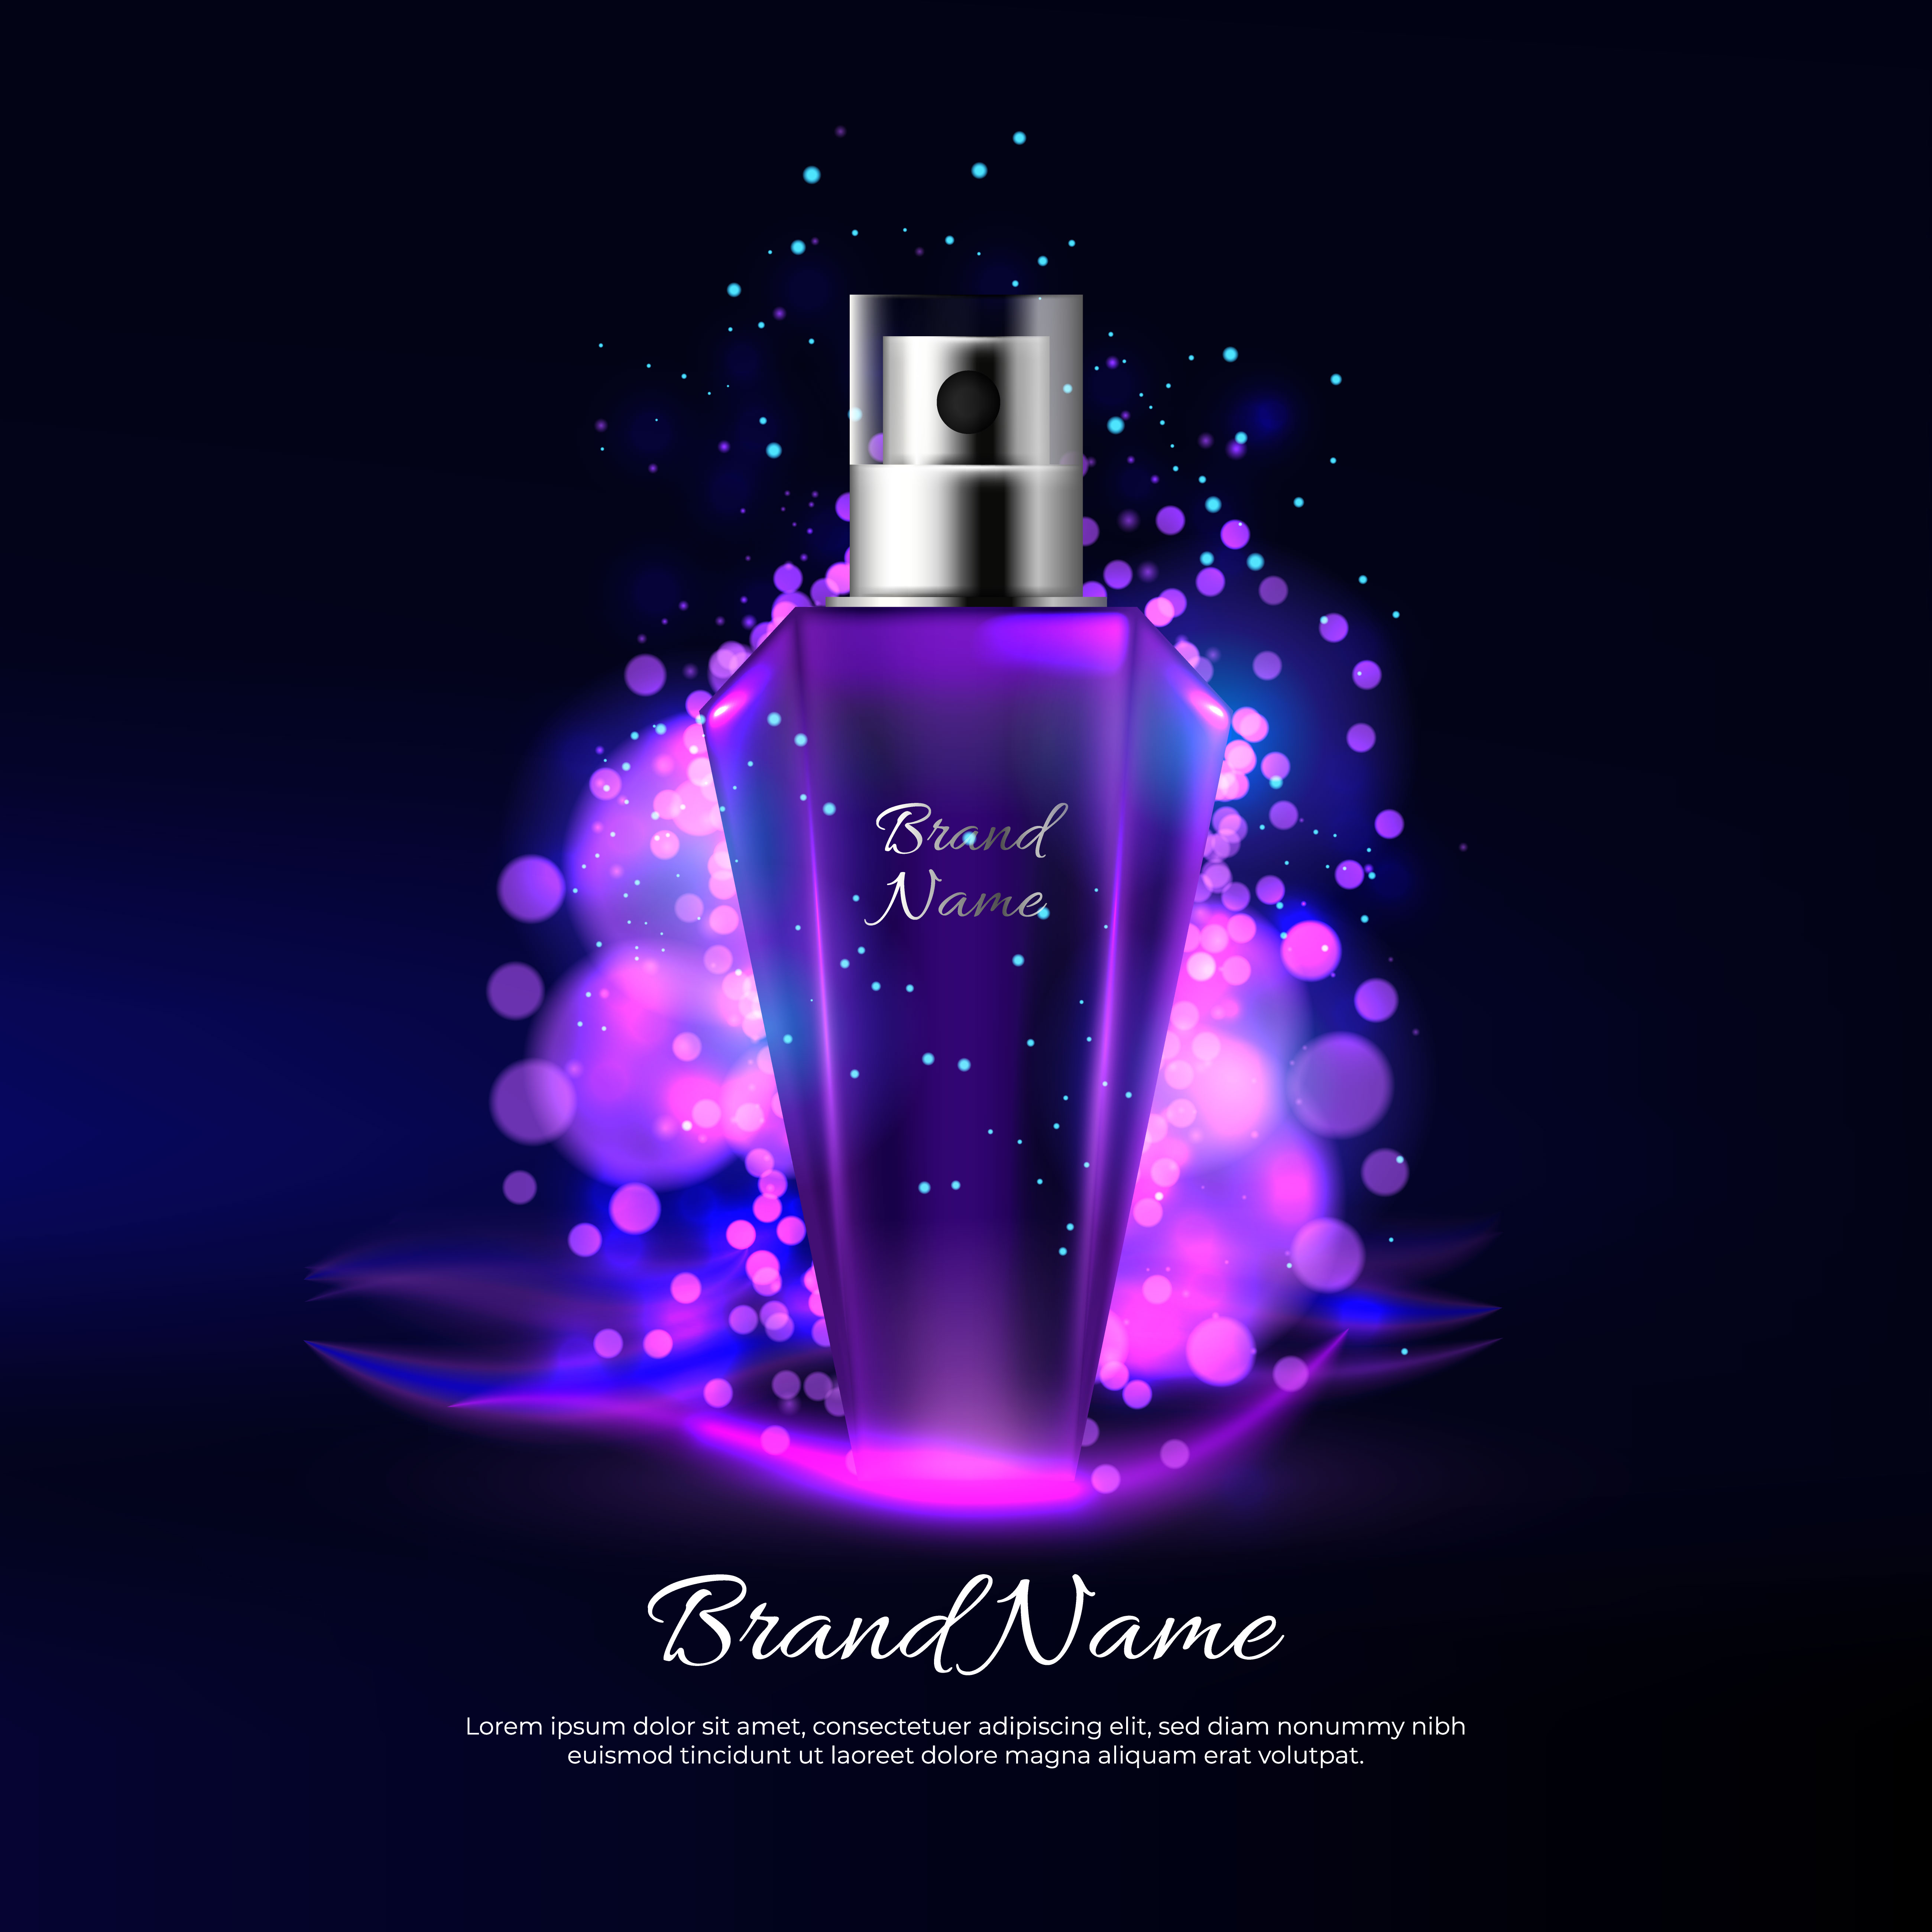 Brand
Name
BrandName
Lorem ipsum dolor sit amet, consectetuer adipiscing elit, sed diam nonummy nibh
euismod tincidunt ut laoreet dolore magna aliquam erat volutpat.